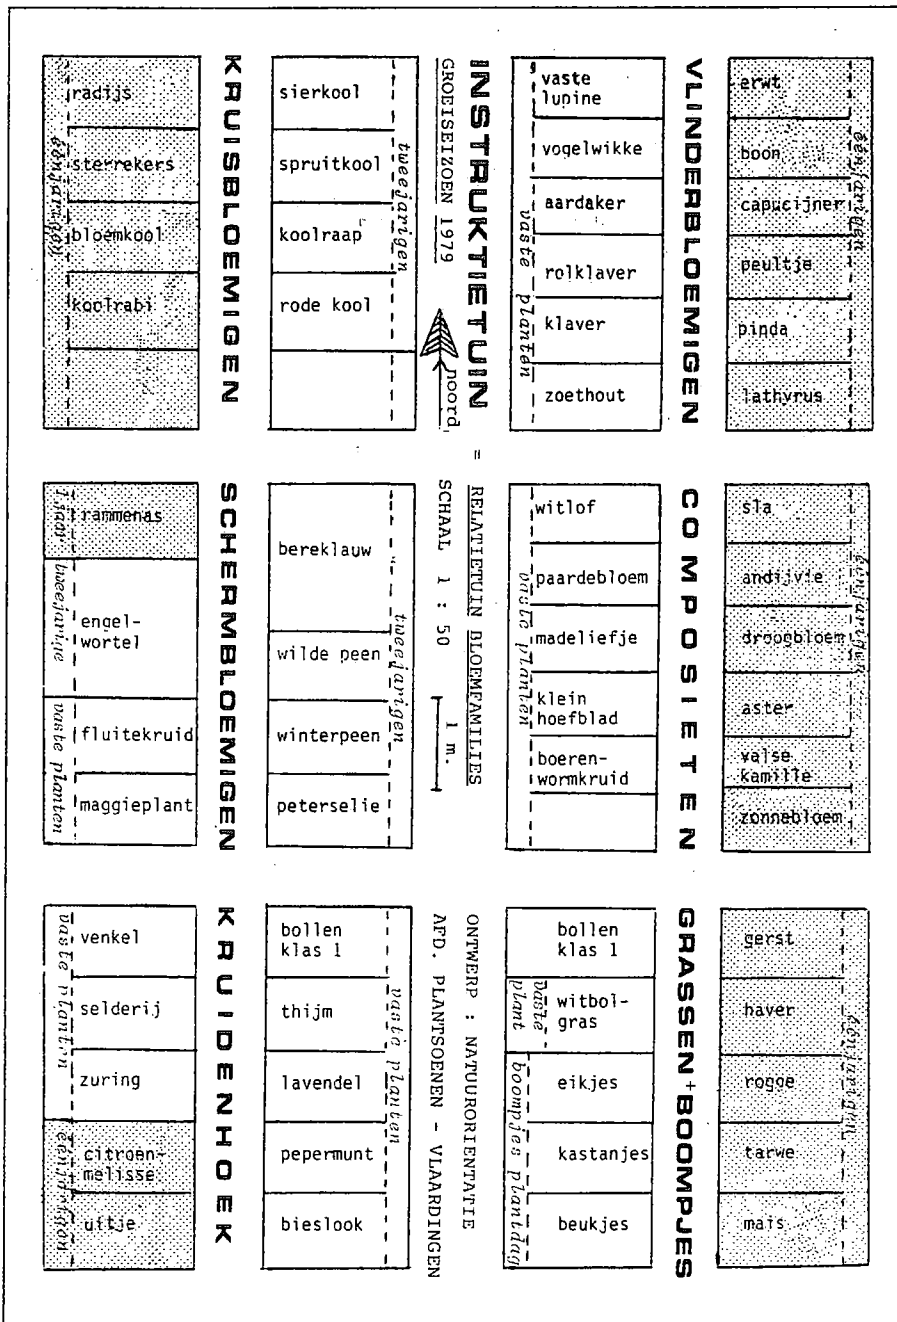 KRUISBLOEMIGEN
éénjarigen
radijs
sterrekers
bloemkool
koolrabi
tweejarigen
sierkool
spruitkool
koolraap
rode kool
INSTRUKTIETUIN
GROEISEIZOEN 1979
noord
vaste planten
vaste
lupine
vogelwikke
aardaker
rolklaver
klaver
zoethout
VLINDERBLOEMIGEN
éénjarigen
erwt
boon
capucijner
peultje
pinda
lathyrus
SCHERMBLOEMIGEN
1 jaar
rammenas
tweejarige
engel-
wortel
vaste planten
fluitekruid
maggieplant
tweejarigen
bereklauw
wilde peen
winterpeen
peterselie
= RELATIETUIN BLOEMFAMILIES
SCHAAL 1 : 50
1 m.
vaste planten
witlof
paardebloem
madeliefje
klein
hoefblad
boeren-
wormkruid
COMPOSIETEN
éénjarigen
sla
andijvie
droogbloem
aster
valse
kamille
zonnebloem
KRUIDENHOEK
vaste planten
venkel
selderij
zuring
éénjarigen
citroen-
melisse
uitje
vaste planten
bollen
klas 1
thijm
lavendel
pepermunt
bieslook
ONTWERP : NATUURORIENTATIE
AFD. PLANTSOENEN - VLAARDINGEN
bollen
klas 1
vaste
plant
witbol-
gras
boompjes plantdag
eikjes
kastanjes
beukjes
GRASSEN+BOOMPJES
éénjarigen
gerst
haver
rogge
tarwe
mais